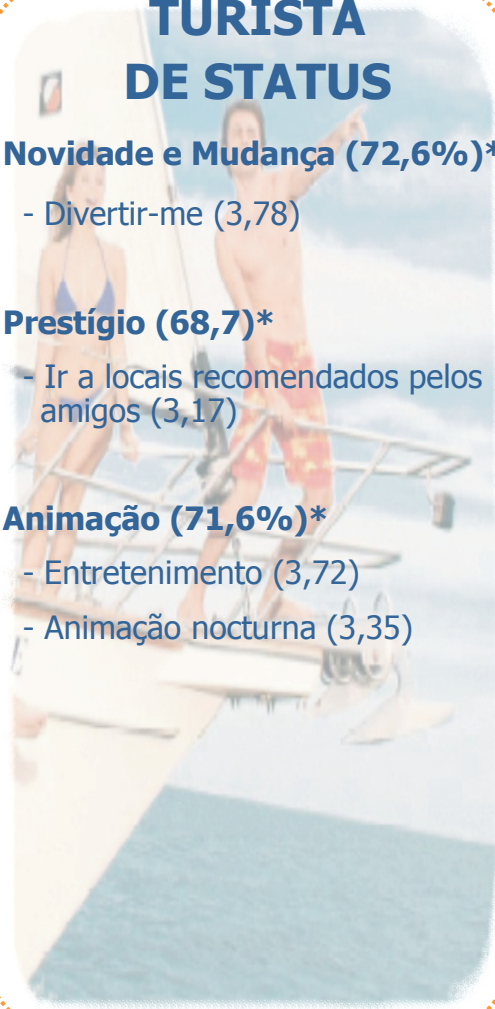 TURISTA
DE STATUS
Novidade e Mudança (72,6%)*
- Divertir-me (3,78)
Prestígio (68,7)*
- Ir a locais recomendados pelos
amigos (3,17)
Animação (71,6%)*
- Entretenimento (3,72)
- Animação nocturna (3,35)